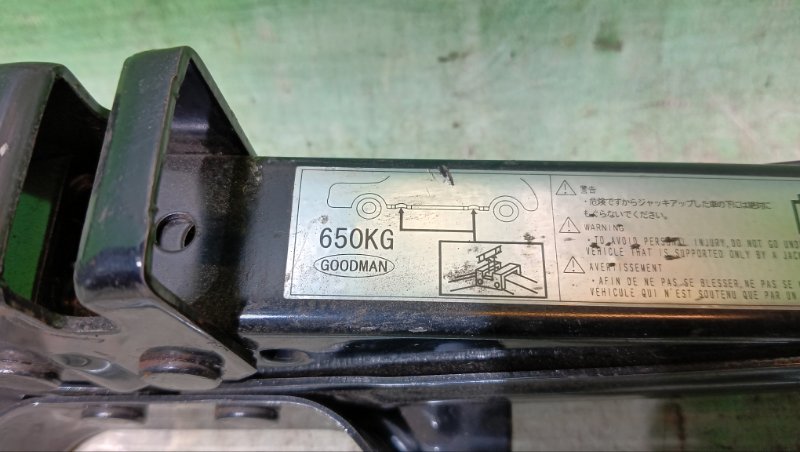 650KG
GOODMAN
警告
・危険ですからジャッキアップした車の下には絶対に
もぐらないでください。
WARNING
・TO AVOID PERSONAL INJURY, DO NOT GO UND
VEHICLE THAT IS SUPPORTED ONLY BY A JACK
AVERTISSEMENT
・AFIN DE NE PAS SE BLESSER, NE PAS SE
VEHICULE QUI N'EST SOUTENU QUE PAR UN